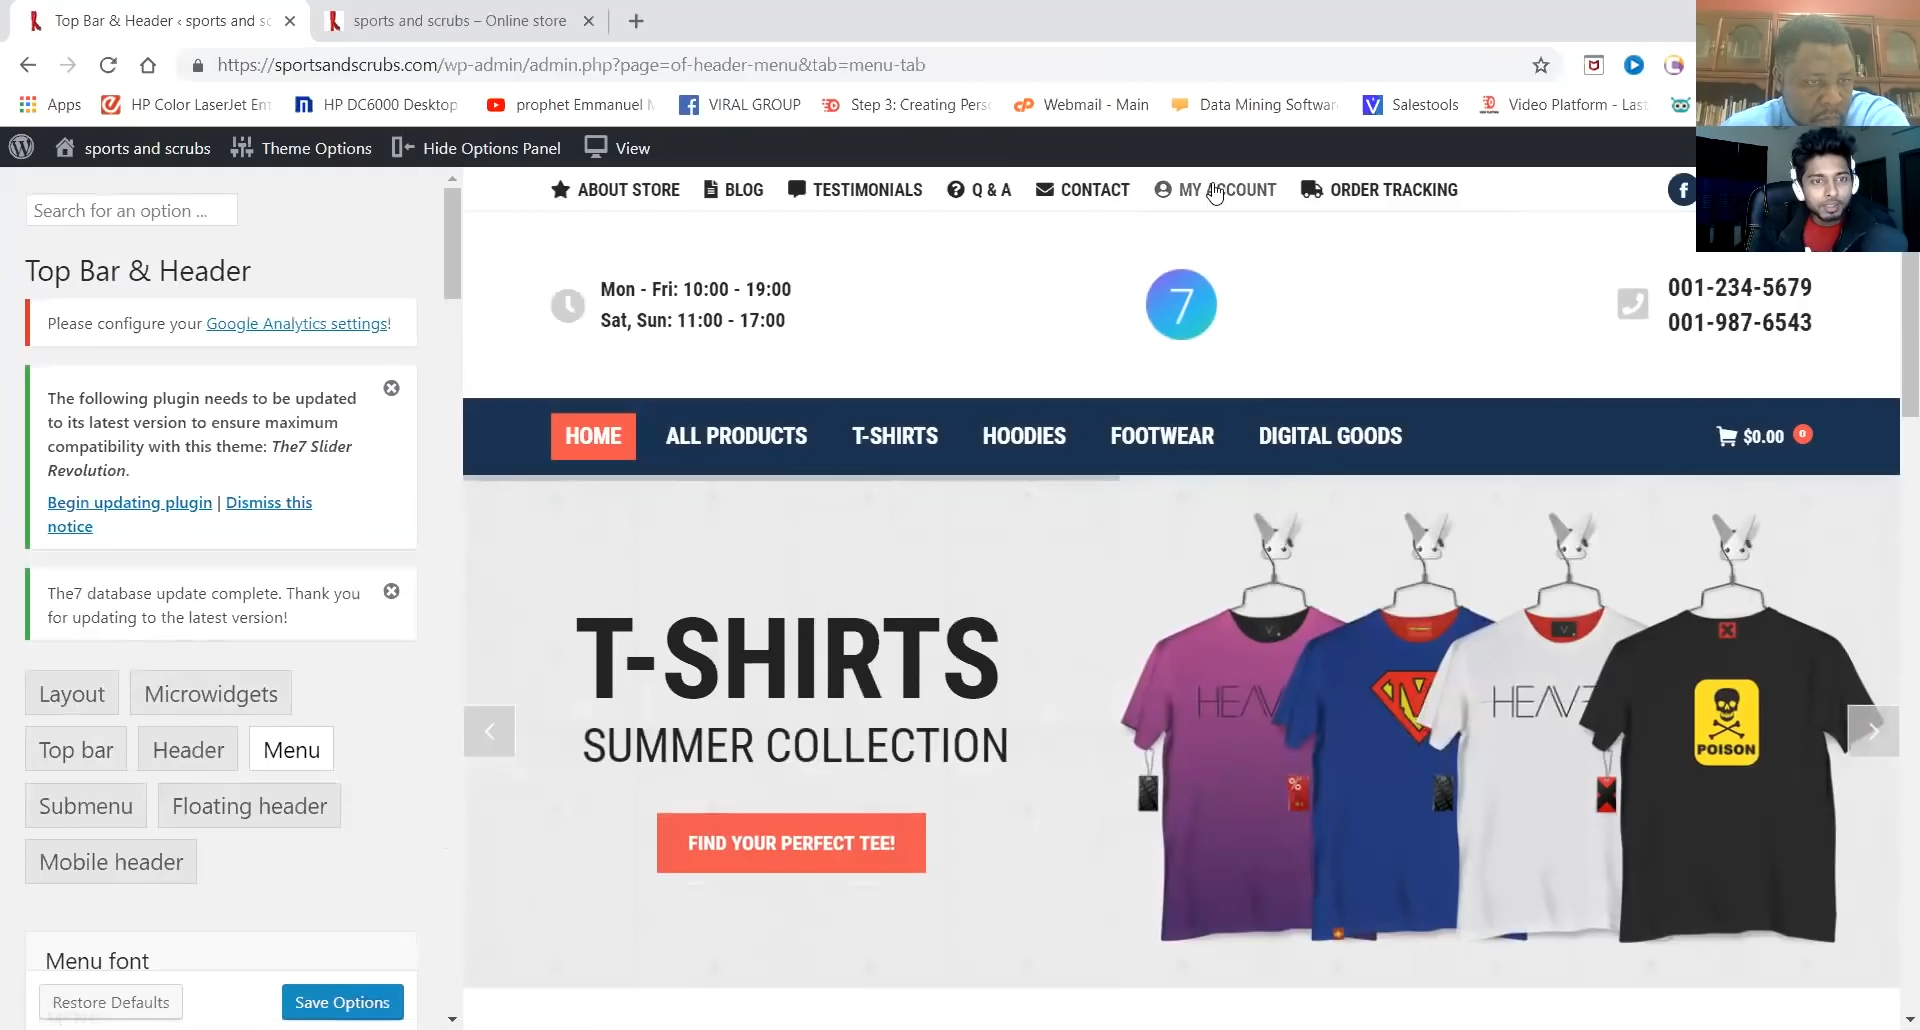 Top Bar & Header ‹ sports and sc
sports and scrubs – Online store
https://sportsandscrubs.com/wp-admin/admin.php?page=of-header-menu&tab=menu-tab
Apps
HP Color LaserJet Ent
HP DC6000 Desktop
prophet Emmanuel M
VIRAL GROUP
Step 3: Creating Perso
Webmail - Main
Data Mining Software
Salestools
Video Platform - Last
sports and scrubs
Theme Options
Hide Options Panel
View
Search for an option ...
Top Bar & Header
Please configure your Google Analytics settings!
The following plugin needs to be updated
to its latest version to ensure maximum
compatibility with this theme: The7 Slider
Revolution.
Begin updating plugin | Dismiss this
notice
The7 database update complete. Thank you
for updating to the latest version!
Layout
Microwidgets
Top bar
Header
Menu
Submenu
Floating header
Mobile header
Menu font
Restore Defaults
Save Options
ABOUT STORE
BLOG
TESTIMONIALS
Q & A
CONTACT
MY ACCOUNT
ORDER TRACKING
Mon - Fri: 10:00 - 19:00
Sat, Sun: 11:00 - 17:00
7
001-234-5679
001-987-6543
HOME
ALL PRODUCTS
T-SHIRTS
HOODIES
FOOTWEAR
DIGITAL GOODS
$0.00
0
T-SHIRTS
SUMMER COLLECTION
FIND YOUR PERFECT TEE!
POISON